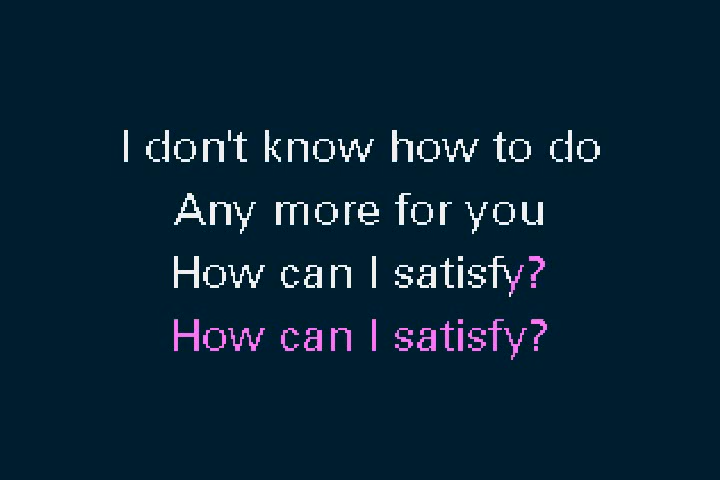 I don't know how to do
Any more for you
How can I satisfy?
How can I satisfy?